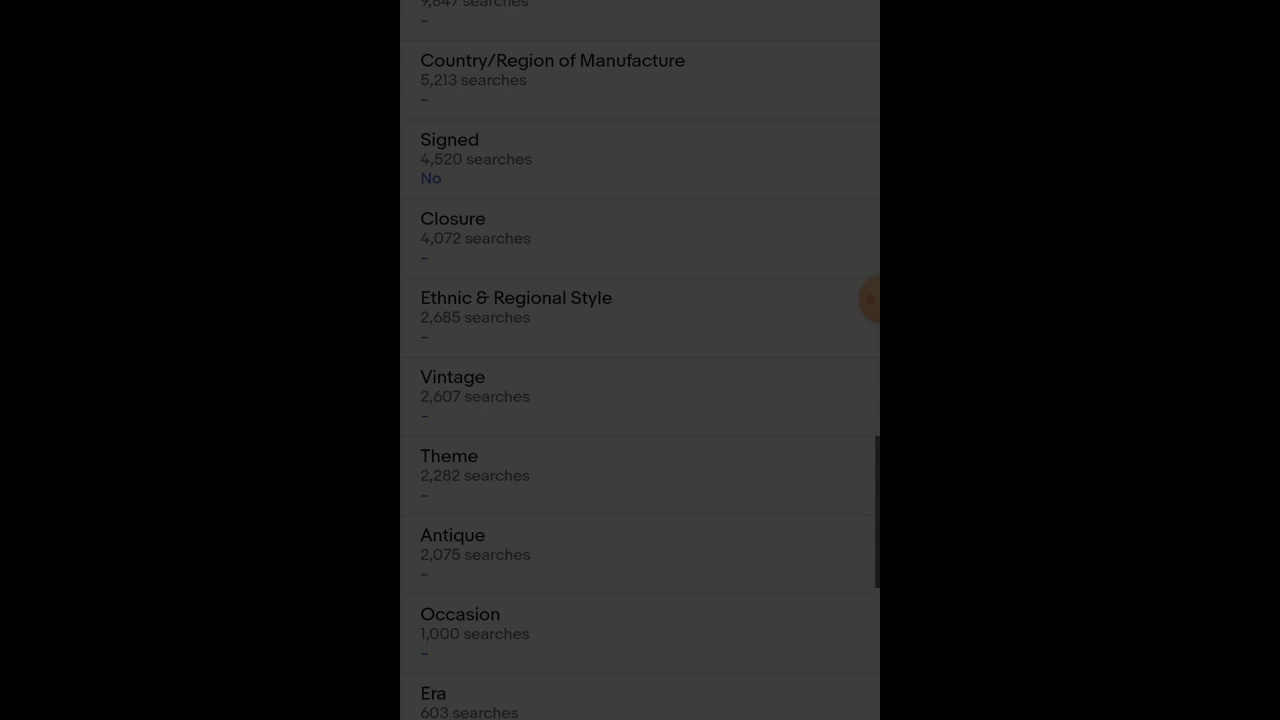 9,847 searches
–
Country/Region of Manufacture
5,213 searches
–
Signed
4,520 searches
No
Closure
4,072 searches
–
Ethnic & Regional Style
2,685 searches
–
Vintage
2,607 searches
–
Theme
2,282 searches
–
Antique
2,075 searches
–
Occasion
1,000 searches
–
Era
603 searches